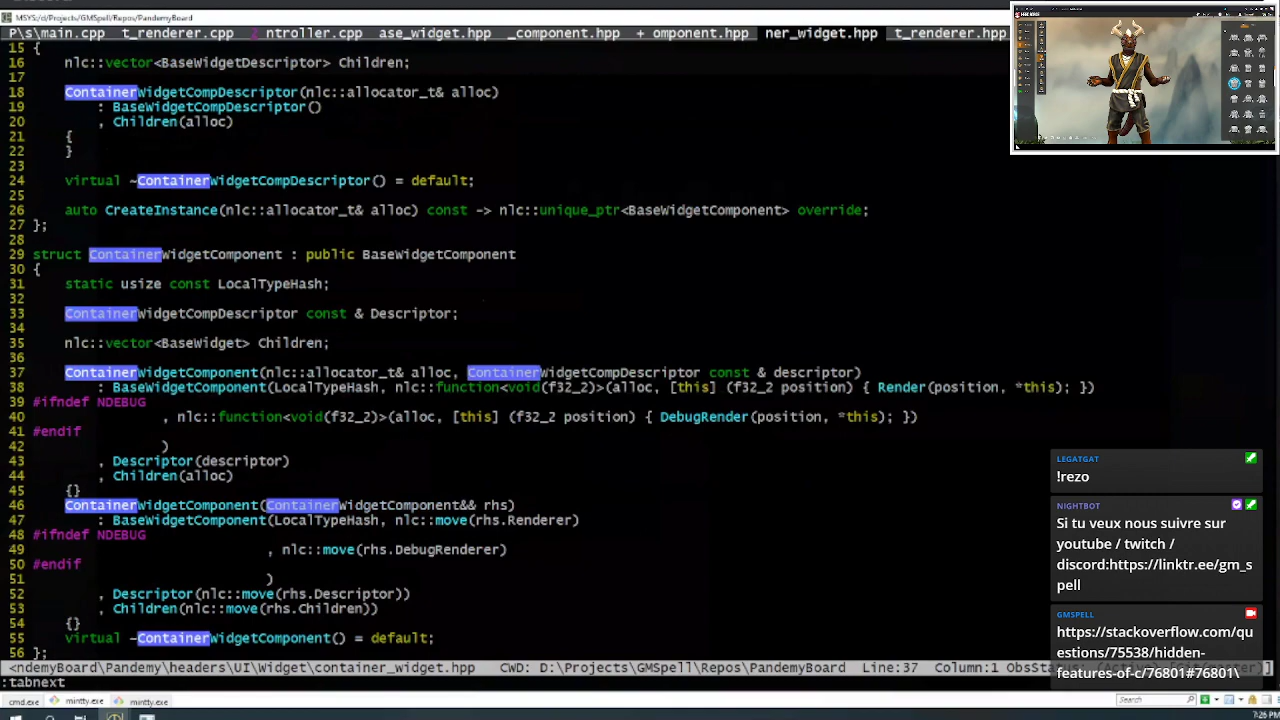 MSYS:/d/Projects/GMSpell/Repos/PandemyBoard
P\s\main.cpp t_renderer.cpp 2 ntroller.cpp ase_widget.hpp _component.hpp + omponent.hpp ner_widget.hpp t_renderer.hpp
15 {
16 nlc::vector<BaseWidgetDescriptor> Children;
17
18 ContainerWidgetCompDescriptor(nlc::allocator_t& alloc)
19 : BaseWidgetCompDescriptor()
20 , Children(alloc)
21 {
22 }
23
24 virtual ~ContainerWidgetCompDescriptor() = default;
25
26 auto CreateInstance(nlc::allocator_t& alloc) const -> nlc::unique_ptr<BaseWidgetComponent> override;
27 };
28
29 struct ContainerWidgetComponent : public BaseWidgetComponent
30 {
31 static usize const LocalTypeHash;
32
33 ContainerWidgetCompDescriptor const & Descriptor;
34
35 nlc::vector<BaseWidget> Children;
36
37 ContainerWidgetComponent(nlc::allocator_t& alloc, ContainerWidgetCompDescriptor const & descriptor)
38 : BaseWidgetComponent(LocalTypeHash, nlc::function<void(f32_2)>(alloc, [this] (f32_2 position) { Render(position, *this); })
39 #ifndef NDEBUG
40 , nlc::function<void(f32_2)>(alloc, [this] (f32_2 position) { DebugRender(position, *this); })
41 #endif
42 )
43 , Descriptor(descriptor)
44 , Children(alloc)
45 {}
46 ContainerWidgetComponent(ContainerWidgetComponent&& rhs)
47 : BaseWidgetComponent(LocalTypeHash, nlc::move(rhs.Renderer)
48 #ifndef NDEBUG
49 , nlc::move(rhs.DebugRenderer)
50 #endif
51 )
52 , Descriptor(nlc::move(rhs.Descriptor))
53 , Children(nlc::move(rhs.Children))
54 {}
55 virtual ~ContainerWidgetComponent() = default;
56 };
<ndemyBoard\Pandemy\headers\UI\Widget\container_widget.hpp CWD: D:\Projects\GMSpell\Repos\PandemyBoard Line:37 Column:1 ObsStatus:
:tabnext
cmd.exe mintty.exe mintty.exe
Search
7:26 PM
LEGATGAT
!rezo
NIGHTBOT
Si tu veux nous suivre sur
youtube / twitch /
discord:https://linktr.ee/gm_s
pell
GMSPELL
https://stackoverflow.com/qu
estions/75538/hidden-
features-of-c/76801#76801\